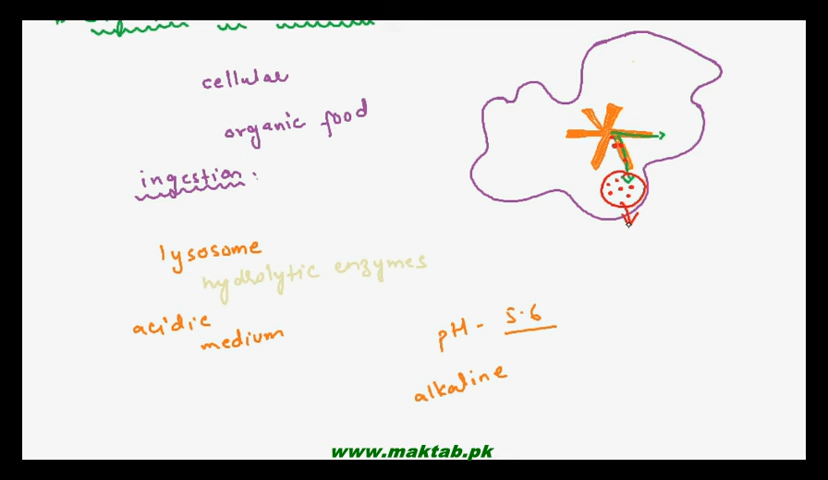 cellular
organic food
ingestion:
lysosome
hydrolytic enzymes
acidic
medium
pH - 5.6
alkaline
www.maktab.pk